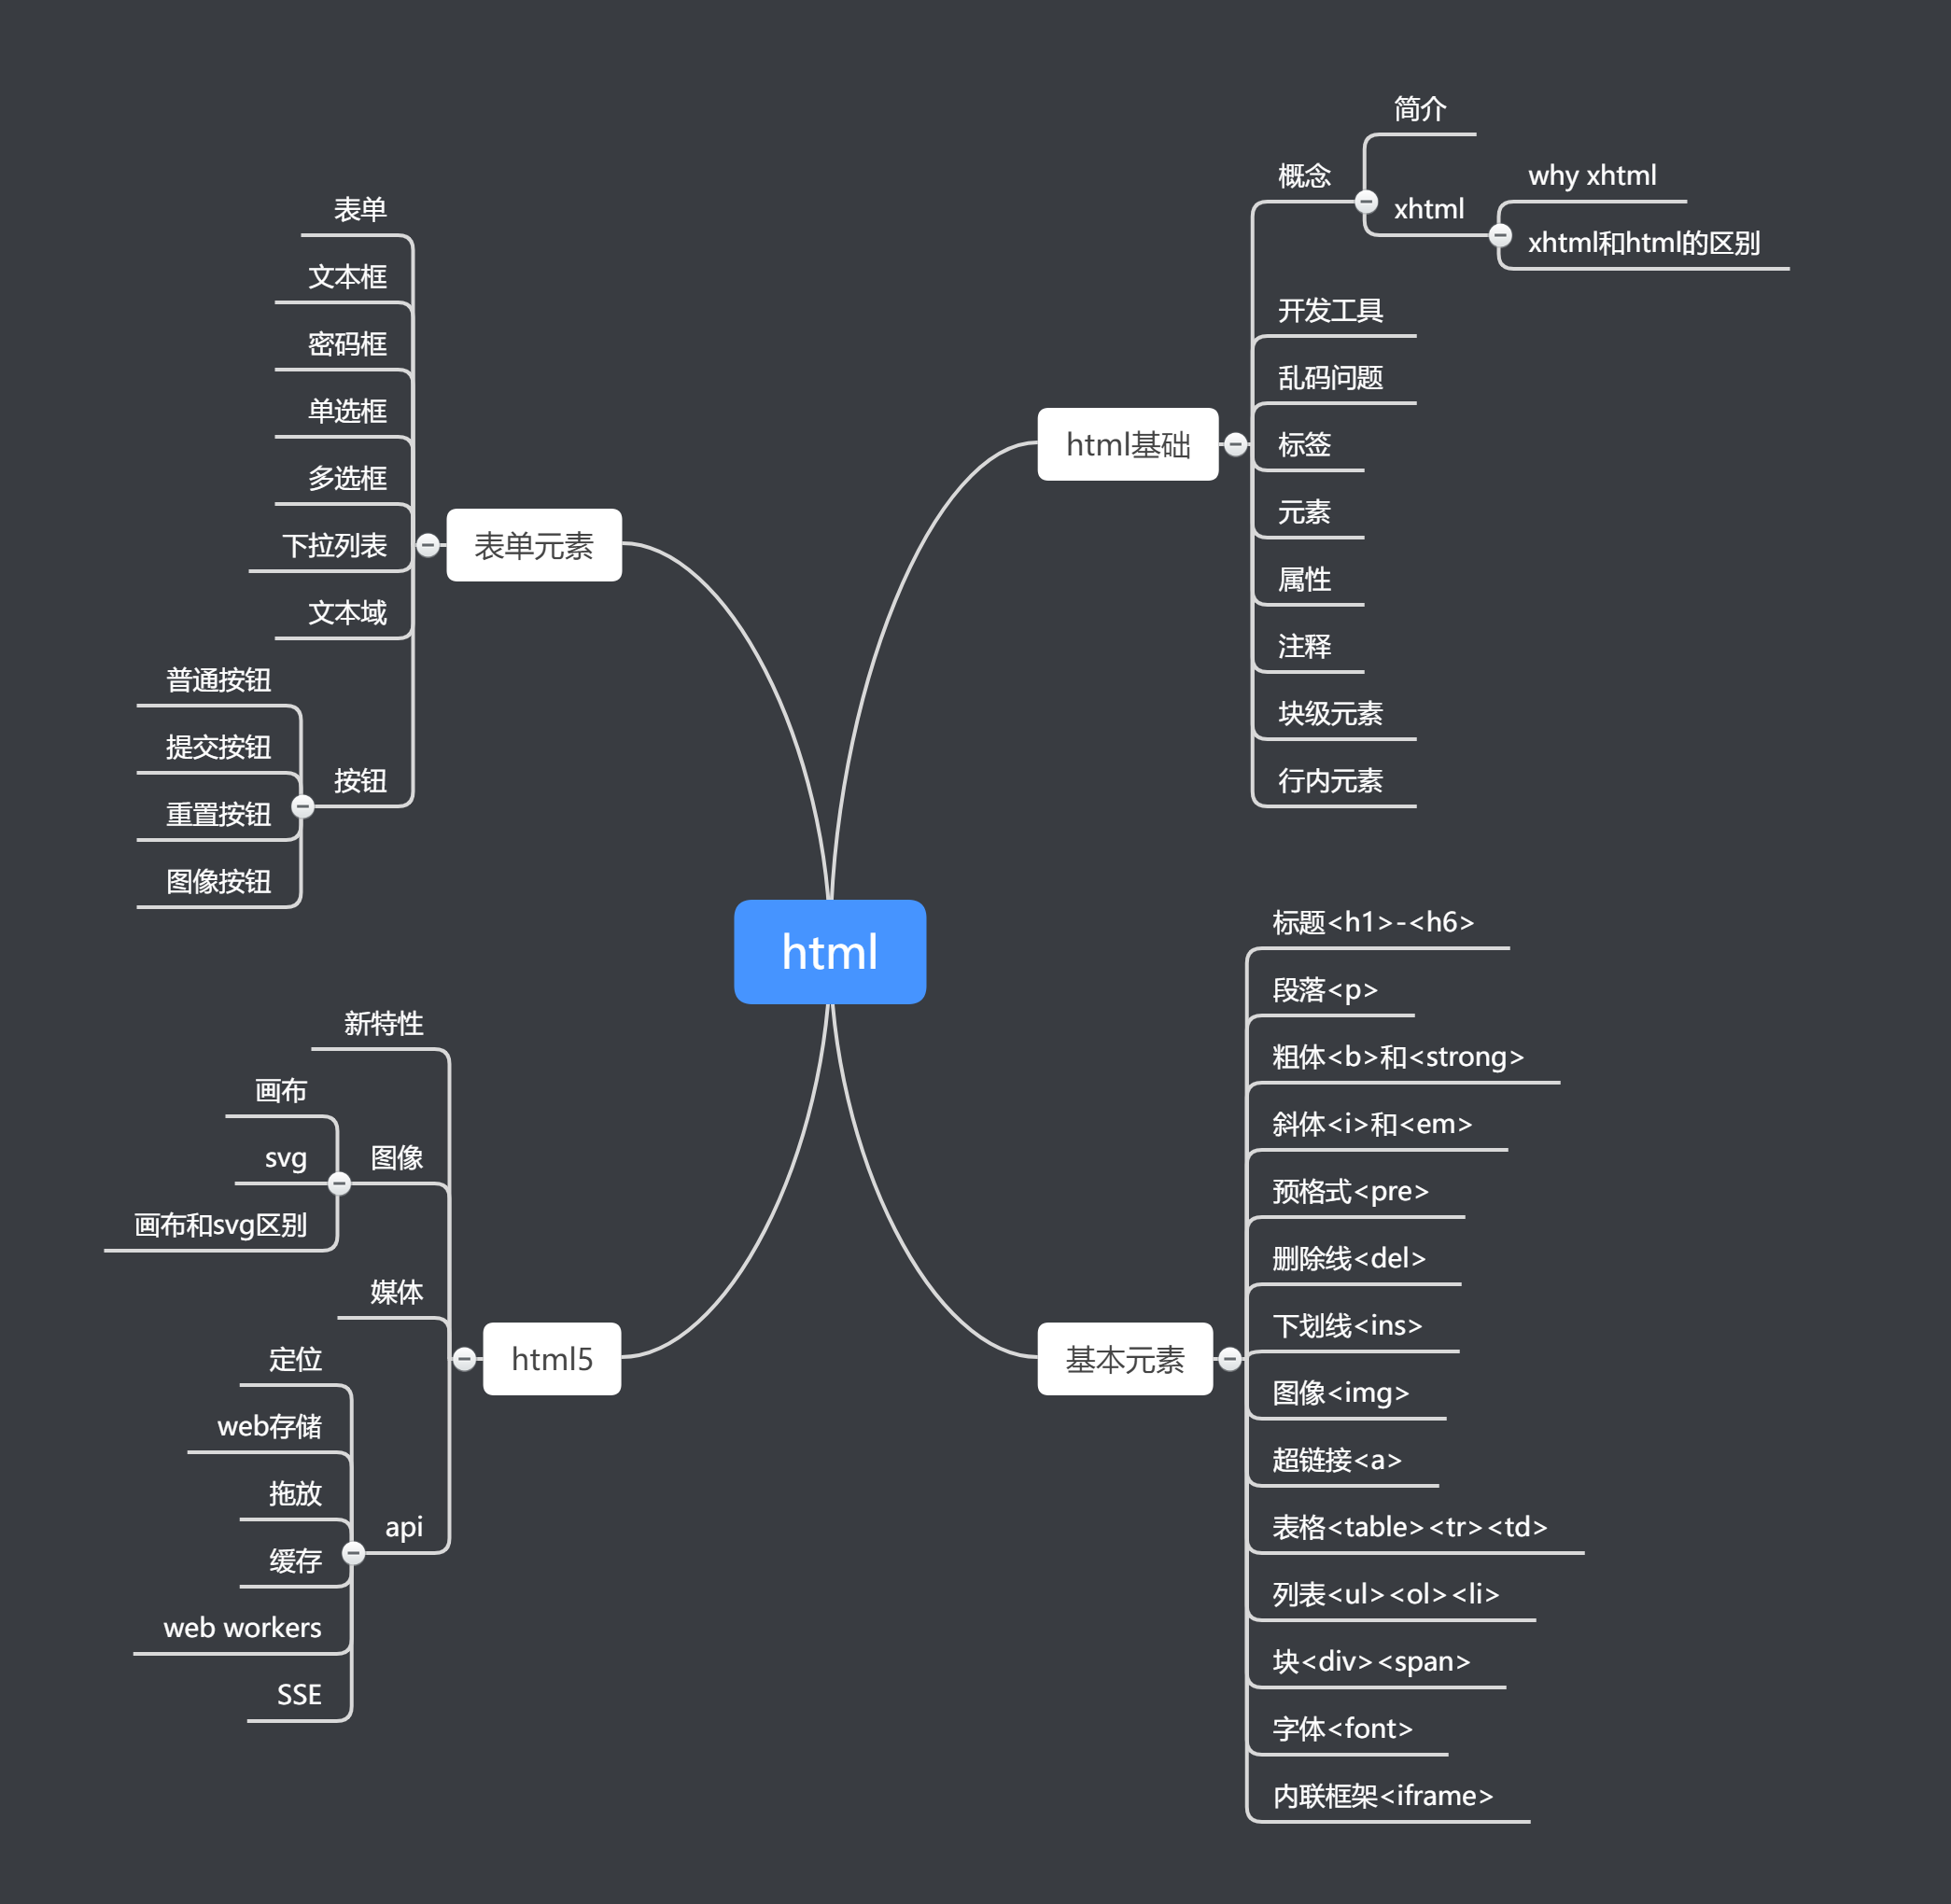 html
html基础
概念
简介
xhtml
why xhtml
xhtml和html的区别
开发工具
乱码问题
标签
元素
属性
注释
块级元素
行内元素
基本元素
标题<h1>-<h6>
段落<p>
粗体<b>和<strong>
斜体<i>和<em>
预格式<pre>
删除线<del>
下划线<ins>
图像<img>
超链接<a>
表格<table><tr><td>
列表<ul><ol><li>
块<div><span>
字体<font>
内联框架<iframe>
表单元素
表单
文本框
密码框
单选框
多选框
下拉列表
文本域
按钮
普通按钮
提交按钮
重置按钮
图像按钮
html5
新特性
图像
画布
svg
画布和svg区别
媒体
api
定位
web存储
拖放
缓存
web workers
SSE